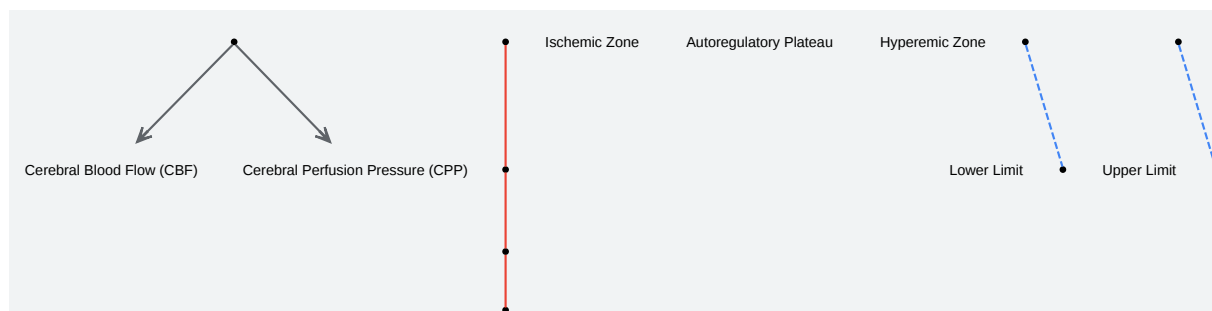 Ischemic Zone
Autoregulatory Plateau
Hyperemic Zone
Cerebral Blood Flow (CBF)
Cerebral Perfusion Pressure (CPP)
Lower Limit
Upper Limit